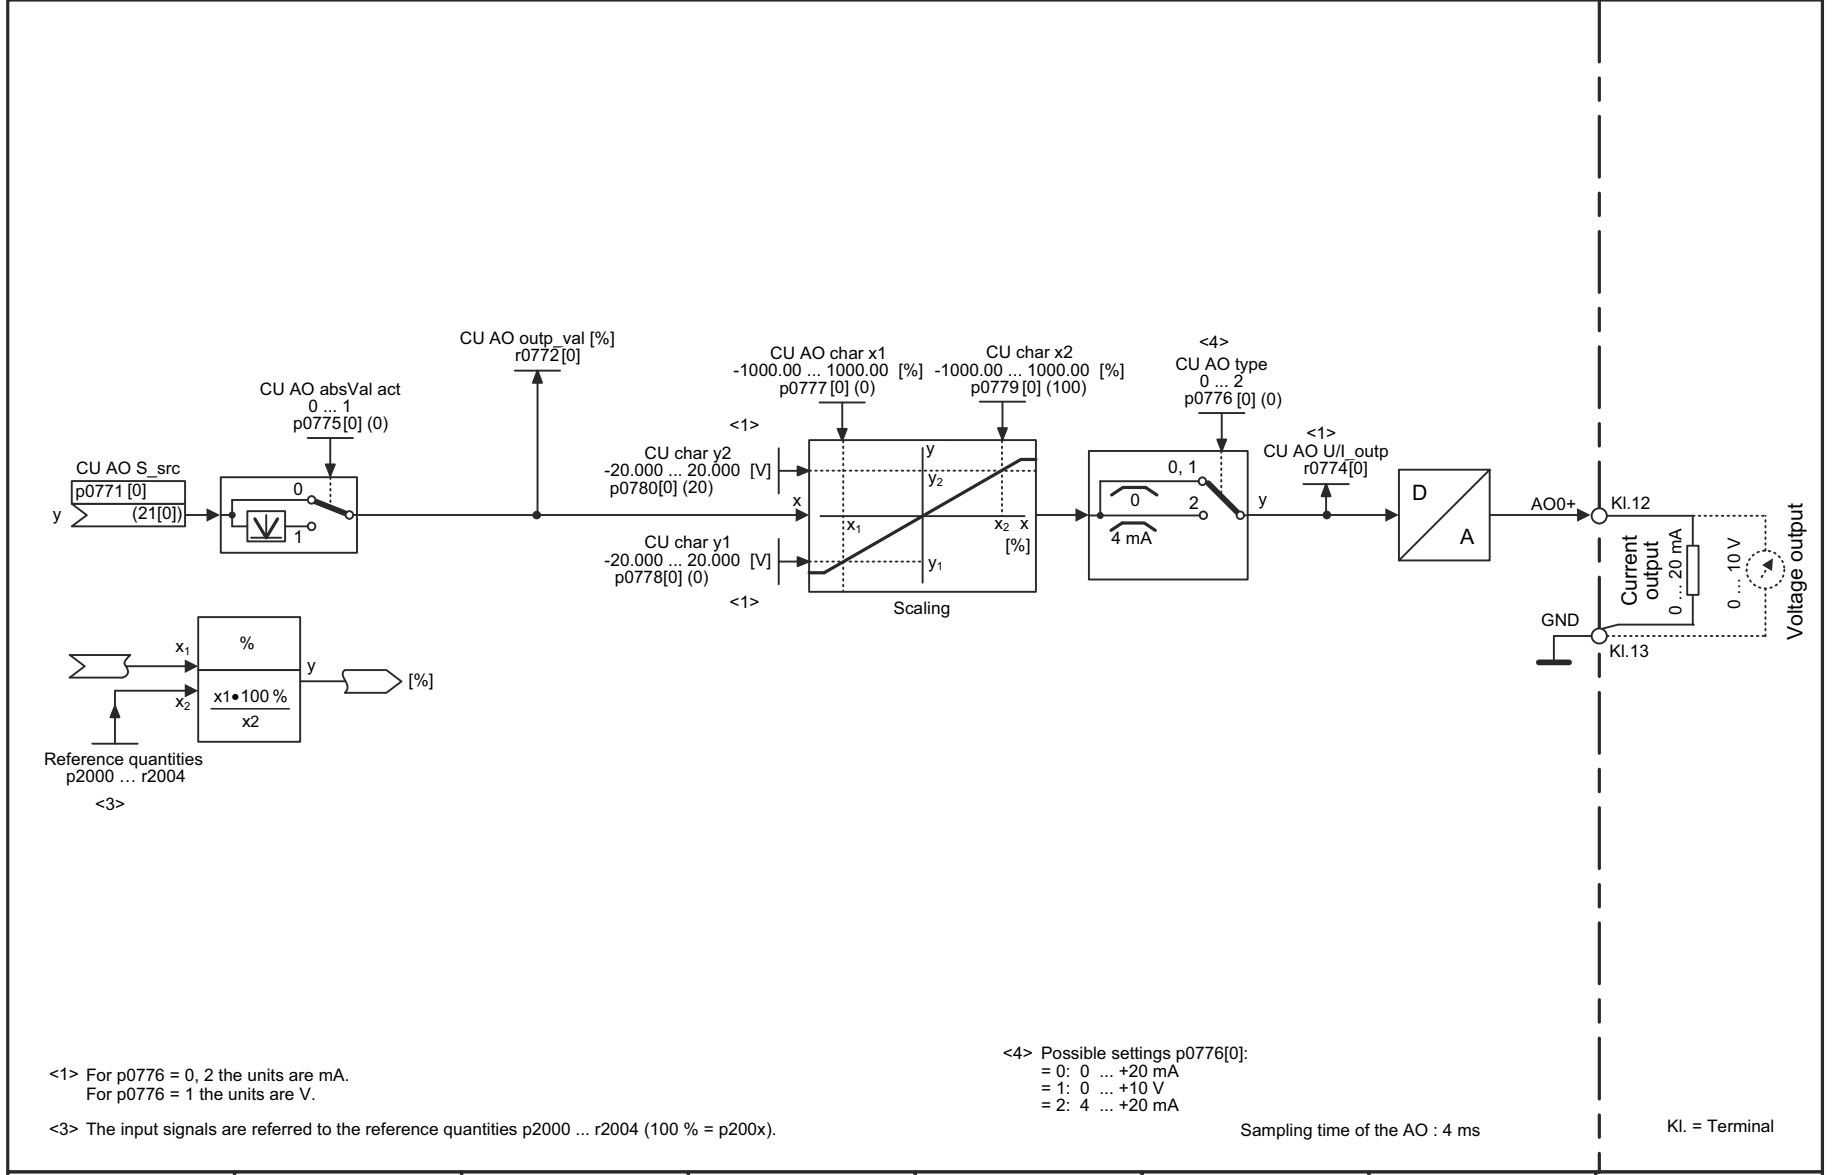 CU AO outp_val [%]
r0772[0]
CU AO absVal act
0 ... 1
p0775[0] (0)
CU AO S_src
p0771 [0]
(21[0])
y
0
1
CU AO char x1
-1000.00 ... 1000.00 [%]
p0777[0] (0)
CU char x2
-1000.00 ... 1000.00 [%]
p0779[0] (100)
<1>
CU char y2
-20.000 ... 20.000 [V]
p0780[0] (20)
x
CU char y1
-20.000 ... 20.000 [V]
p0778[0] (0)
<1>
y
y2
x1
x2 x
[%]
y1
Scaling
<4>
CU AO type
0 ... 2
p0776 [0] (0)
0, 1
0
2
4 mA
y
<1>
CU AO U/I_outp
r0774[0]
D
A
AO0+
Kl.12
GND
Kl.13
Current
output
0 ... 20 mA
0 ... 10 V
Voltage output
x1
x2
%
x1•100 %
x2
y
[%]
Reference quantities
p2000 ... r2004
<3>
<1> For p0776 = 0, 2 the units are mA.
For p0776 = 1 the units are V.
<3> The input signals are referred to the reference quantities p2000 ... r2004 (100 % = p200x).
<4> Possible settings p0776[0]:
= 0: 0 ... +20 mA
= 1: 0 ... +10 V
= 2: 4 ... +20 mA
Sampling time of the AO : 4 ms
Kl. = Terminal